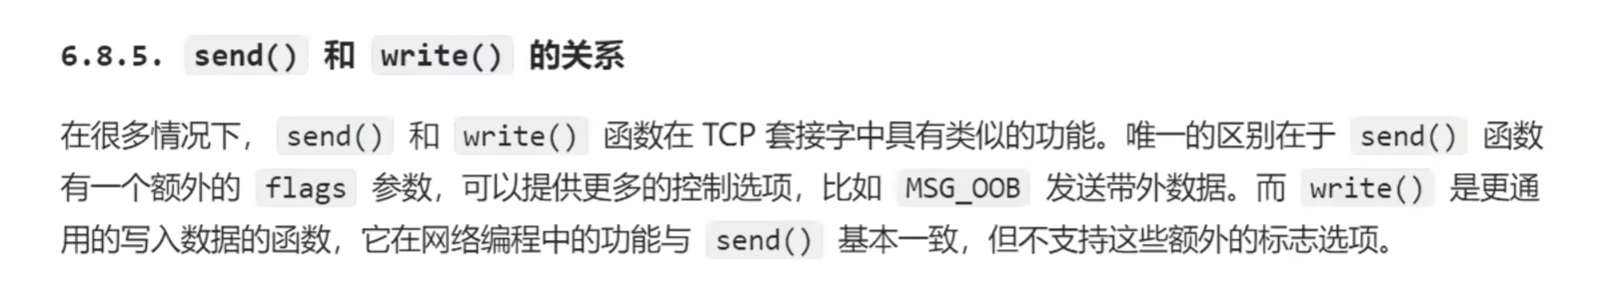 6.8.5. send() 和 write() 的关系
在很多情况下， send() 和 write() 函数在 TCP 套接字中具有类似的功能。唯一的区别在于 send() 函数
有一个额外的 flags 参数，可以提供更多的控制选项，比如 MSG_OOB 发送带外数据。而 write() 是更通
用的写入数据的函数，它在网络编程中的功能与 send() 基本一致，但不支持这些额外的标志选项。